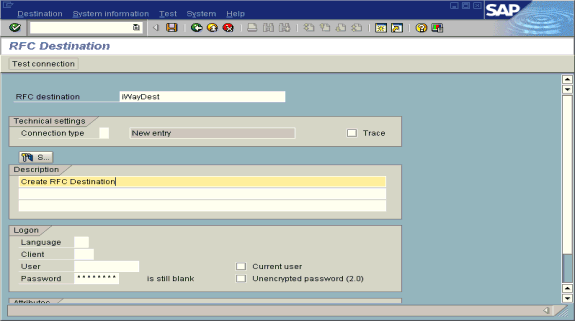 Destination System information Test System Help
SAP
RFC Destination
Test connection
RFC destination iWayDest
Technical settings
Connection type New entry Trace
S...
Description
Create RFC Destination
Logon
Language
Client
User Current user
Password ******** is still blank Unencrypted password (2.0)
Attributes